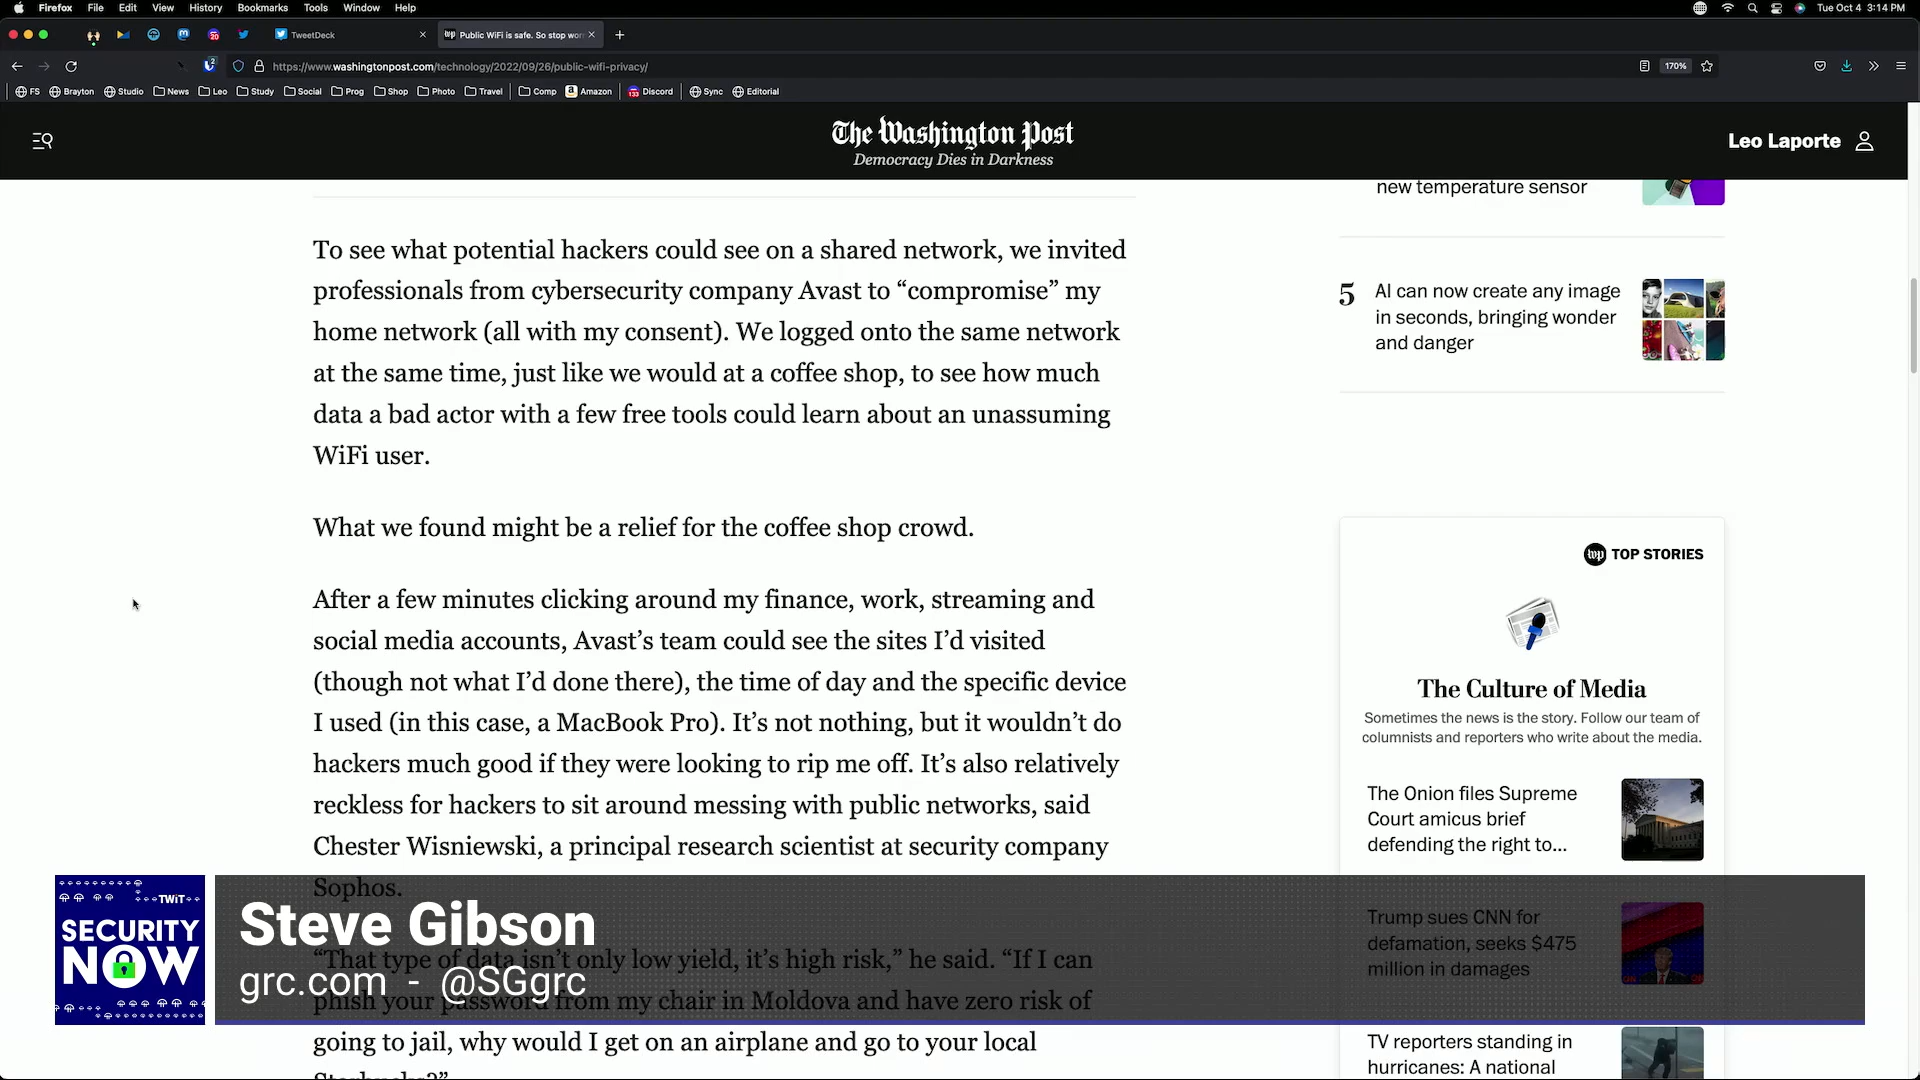 Firefox File Edit View History Bookmarks Tools Window Help
Tue Oct 4 3:14 PM
20
TweetDeck
wp Public WiFi is safe. So stop wor
2
https://www.washingtonpost.com/technology/2022/09/26/public-wifi-privacy/
170%
FS Brayton Studio News Leo Study Social Prog Shop Photo Travel Comp Amazon Discord Sync Editorial
133
The Washington Post
Democracy Dies in Darkness
Leo Laporte
To see what potential hackers could see on a shared network, we invited
professionals from cybersecurity company Avast to “compromise” my
home network (all with my consent). We logged onto the same network
at the same time, just like we would at a coffee shop, to see how much
data a bad actor with a few free tools could learn about an unassuming
WiFi user.
What we found might be a relief for the coffee shop crowd.
After a few minutes clicking around my finance, work, streaming and
social media accounts, Avast’s team could see the sites I’d visited
(though not what I’d done there), the time of day and the specific device
I used (in this case, a MacBook Pro). It’s not nothing, but it wouldn’t do
hackers much good if they were looking to rip me off. It’s also relatively
reckless for hackers to sit around messing with public networks, said
Chester Wisniewski, a principal research scientist at security company
Sophos.
“That type of data isn’t only low yield, it’s high risk,” he said. “If I can
phish your password from my chair in Moldova and have zero risk of
going to jail, why would I get on an airplane and go to your local
Starbucks?”
new temperature sensor
5 AI can now create any image
in seconds, bringing wonder
and danger
wp TOP STORIES
The Culture of Media
Sometimes the news is the story. Follow our team of
columnists and reporters who write about the media.
The Onion files Supreme
Court amicus brief
defending the right to...
Trump sues CNN for
defamation, seeks $475
million in damages
TV reporters standing in
hurricanes: A national
TWiT
SECURITY
NOW
Steve Gibson
grc.com - @SGgrc